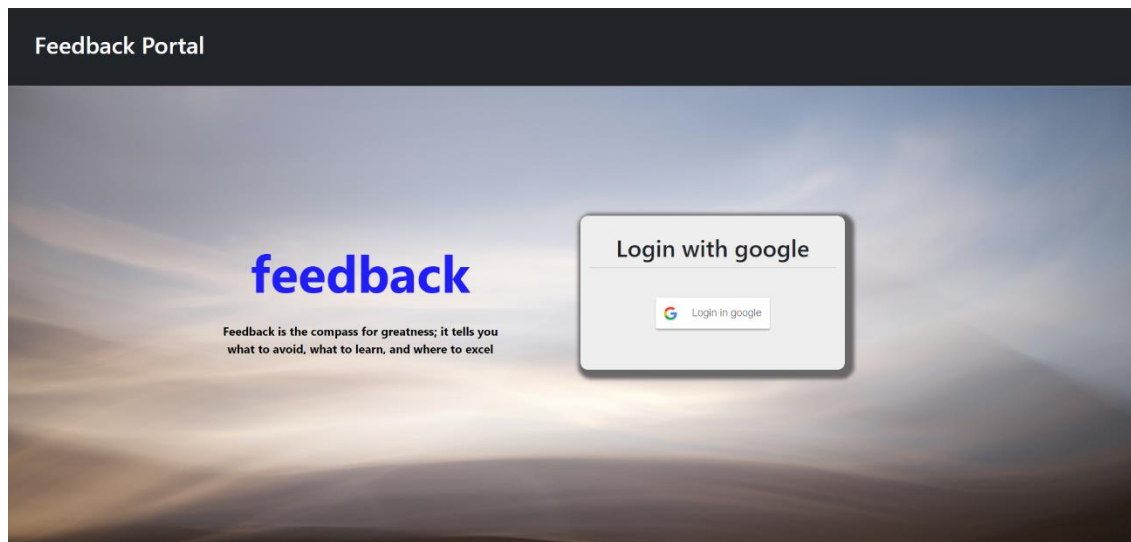 Feedback Portal
feedback
Feedback is the compass for greatness; it tells you
what to avoid, what to learn, and where to excel
Login with google
Login in google